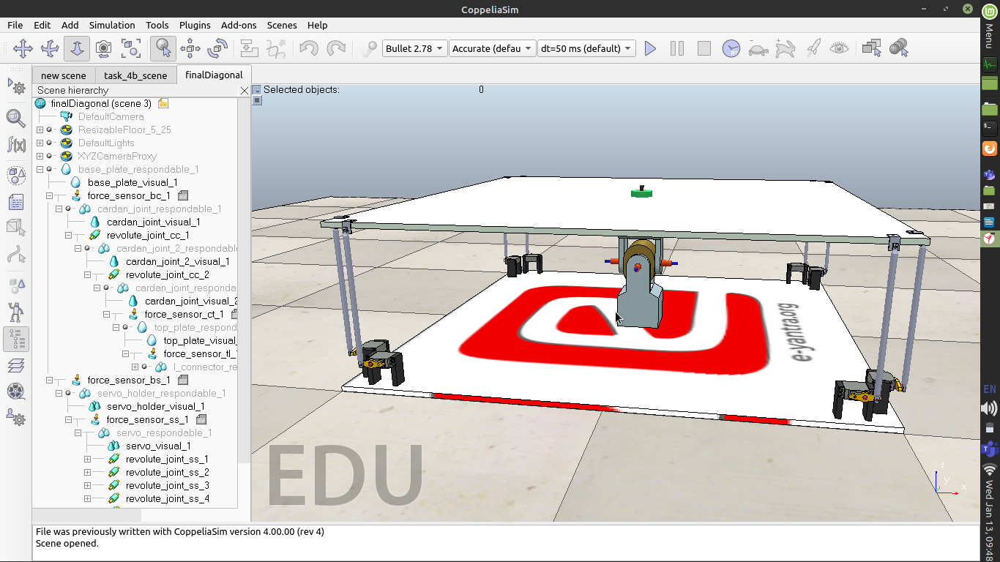 CoppeliaSim
File Edit Add Simulation Tools Plugins Add-ons Scenes Help
Menu
Bullet 2.78 Accurate (defau dt=50 ms (default) RT
new scene task_4b_scene finalDiagonal
Scene hierarchy
Selected objects: 0
finalDiagonal (scene 3)
DefaultCamera
ResizableFloor_5_25
DefaultLights
XYZCameraProxy
base_plate_respondable_1
base_plate_visual_1
force_sensor_bc_1
cardan_joint_respondable_1
cardan_joint_visual_1
revolute_joint_cc_1
cardan_joint_2_respondabl
cardan_joint_2_visual_1
revolute_joint_cc_2
cardan_joint_responda
cardan_joint_visual_2
force_sensor_ct_1
top_plate_respond
top_plate_visual_
force_sensor_tl_
l_connector_re
force_sensor_bs_1
servo_holder_respondable_1
servo_holder_visual_1
force_sensor_ss_1
servo_respondable_1
servo_visual_1
revolute_joint_ss_1
revolute_joint_ss_2
revolute_joint_ss_3
revolute_joint_ss_4
e-yantra.org
EDU
z
y
x
EN
Wed Jan 13, 09:48
File was previously written with CoppeliaSim version 4.00.00 (rev 4)
Scene opened.